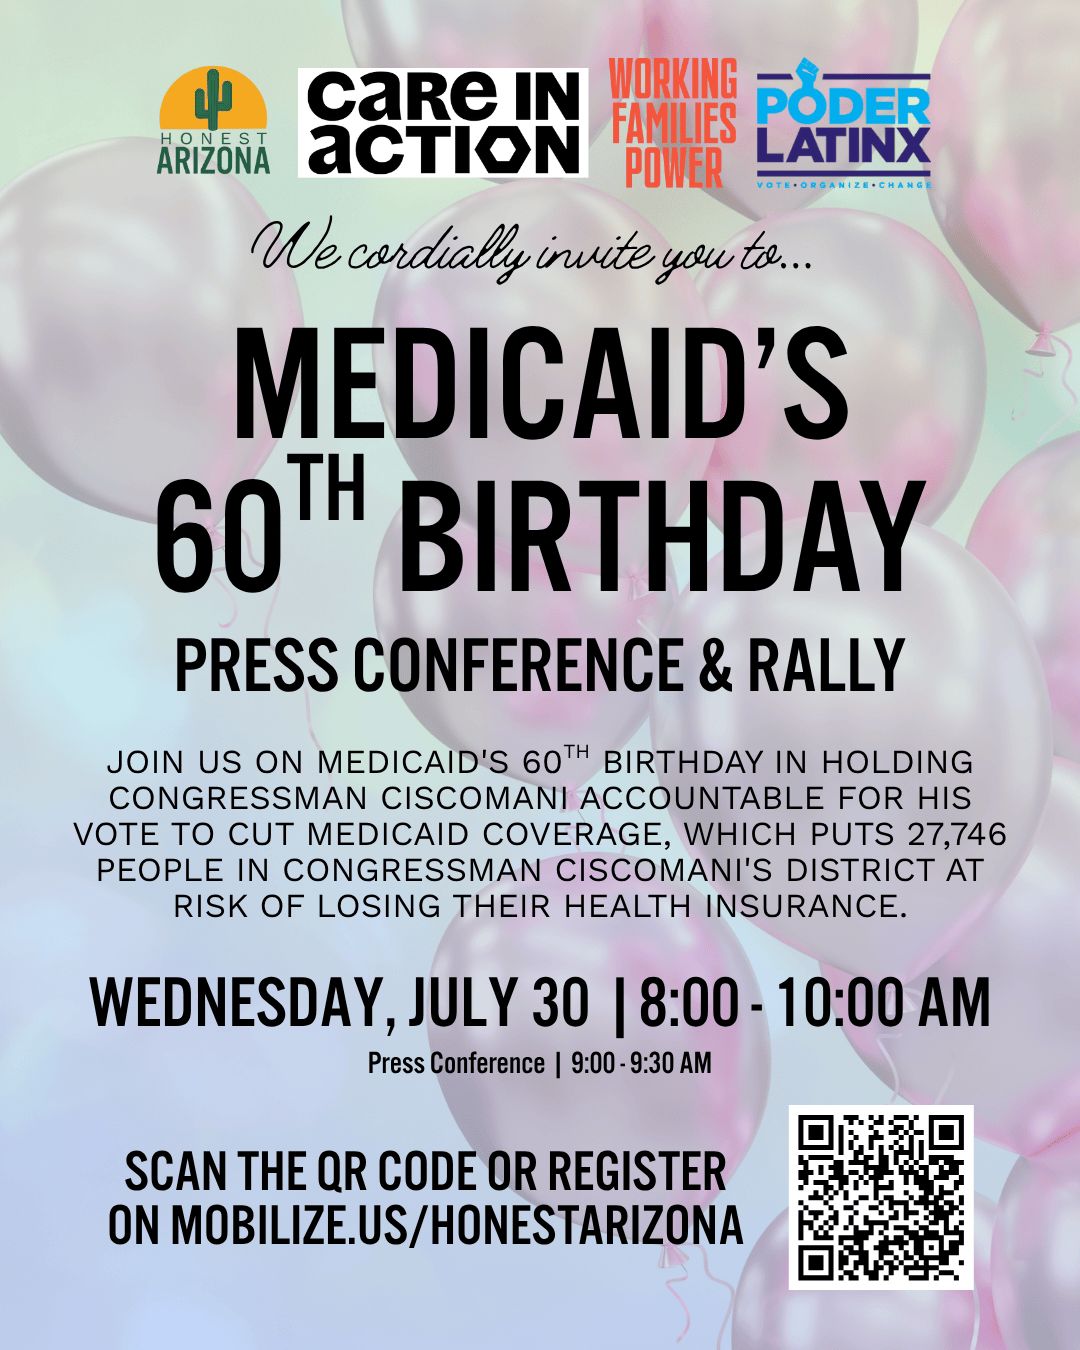 HONEST
ARIZONA
care in
action
WORKING
FAMILIES
POWER
PODER
LATINX
VOTE•ORGANIZE•CHANGE
We cordially invite you to...
MEDICAID’S
60TH BIRTHDAY
PRESS CONFERENCE & RALLY
JOIN US ON MEDICAID'S 60TH BIRTHDAY IN HOLDING
CONGRESSMAN CISCOMANI ACCOUNTABLE FOR HIS
VOTE TO CUT MEDICAID COVERAGE, WHICH PUTS 27,746
PEOPLE IN CONGRESSMAN CISCOMANI'S DISTRICT AT
RISK OF LOSING THEIR HEALTH INSURANCE.
WEDNESDAY, JULY 30 | 8:00 - 10:00 AM
Press Conference | 9:00 - 9:30 AM
SCAN THE QR CODE OR REGISTER
ON MOBILIZE.US/HONESTARIZONA